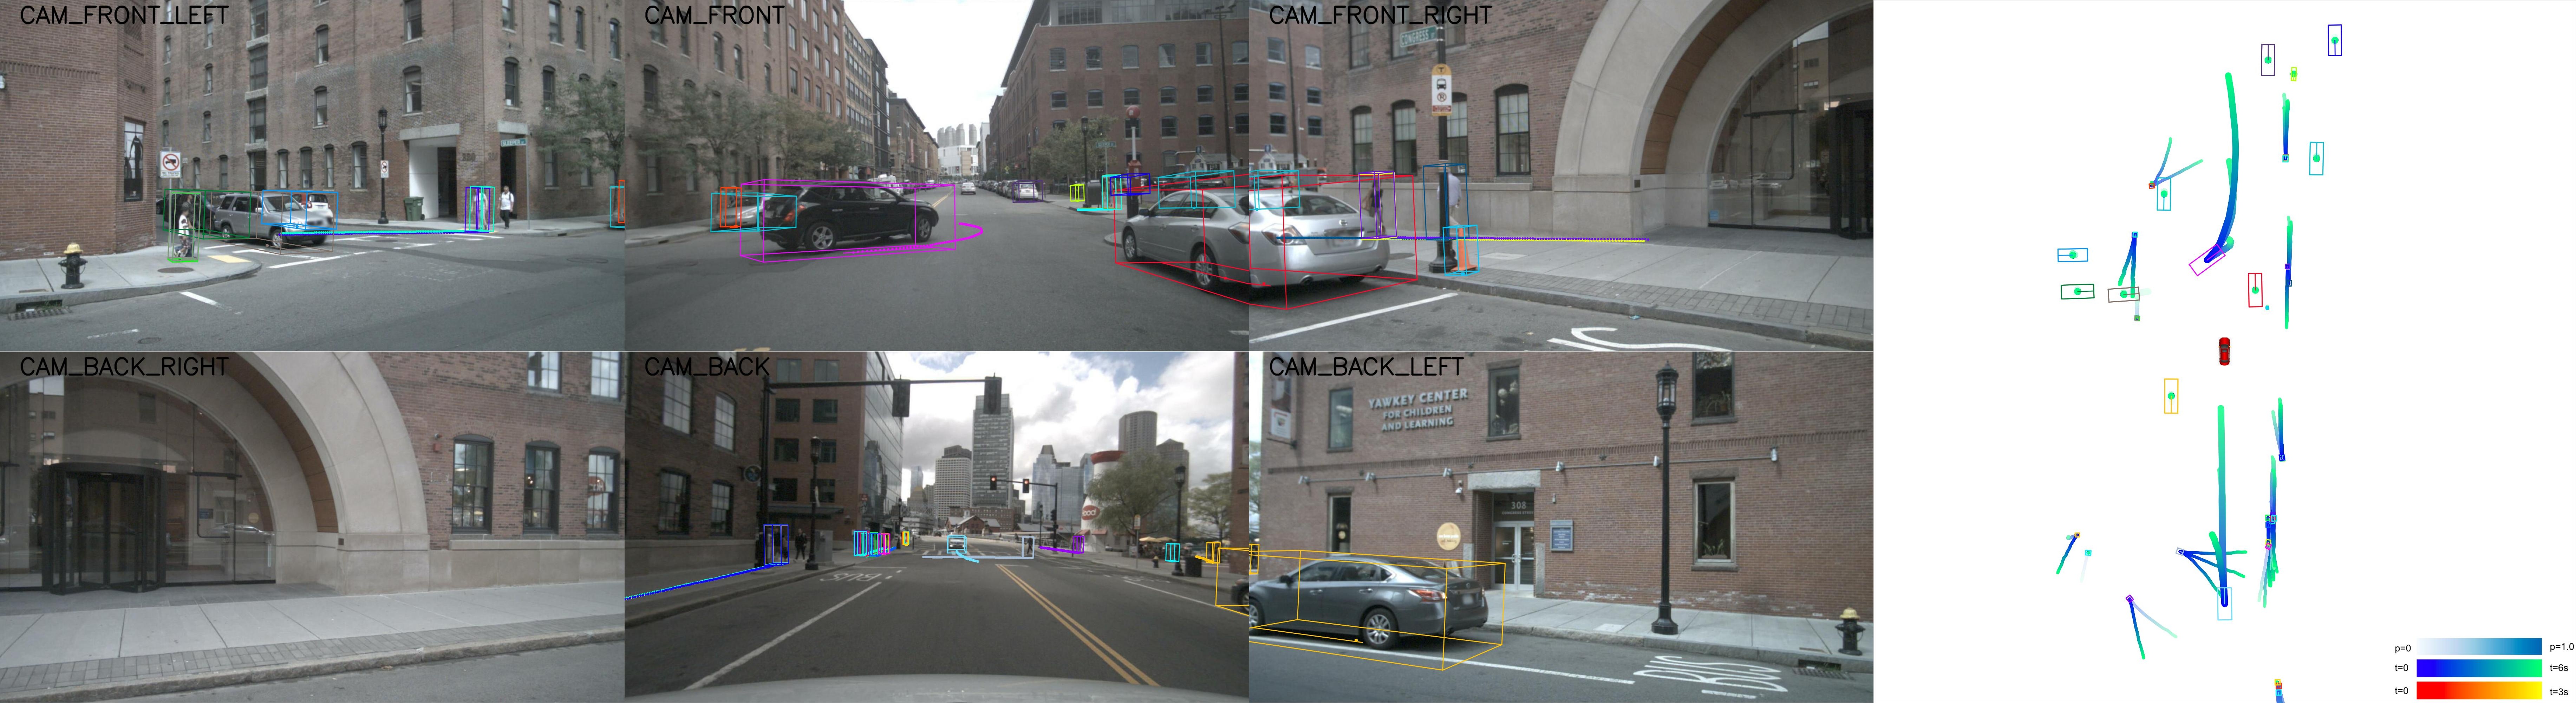 CAM_FRONT_LEFT
CAM_FRONT
CAM_FRONT_RIGHT
CONGRESS
CAM_BACK_RIGHT
CAM_BACK
CAM_BACK_LEFT
YAWKEY CENTER
FOR CHILDREN
AND LEARNING
308
BUS
p=0
p=1.0
t=0
t=6s
t=0
t=3s